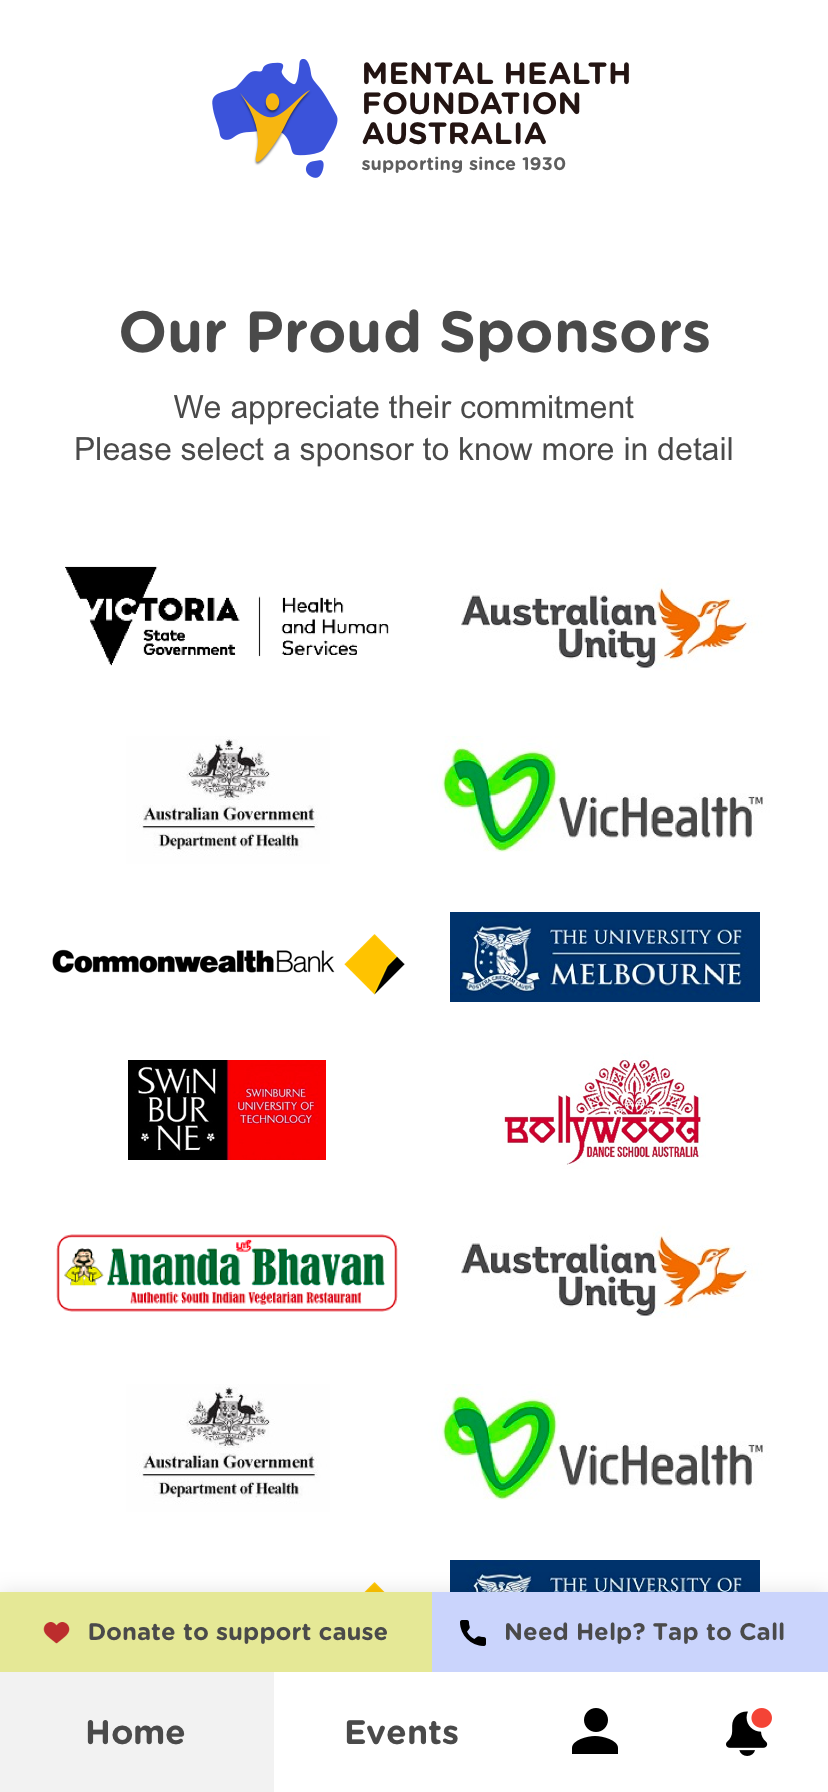 MENTAL HEALTH
FOUNDATION
AUSTRALIA
supporting since 1930
Our Proud Sponsors
We appreciate their commitment
Please select a sponsor to know more in detail
VICTORIA
State
Government
Health
and Human
Services
Australian
Unity
Australian Government
Department of Health
VicHealth™
CommonwealthBank
THE UNIVERSITY OF
MELBOURNE
SWIN
BUR
* NE *
SWINBURNE
UNIVERSITY OF
TECHNOLOGY
Bollywood
DANCE SCHOOL AUSTRALIA
Ananda Bhavan
Authentic South Indian Vegetarian Restaurant
Australian
Unity
Australian Government
Department of Health
VicHealth™
THE UNIVERSITY OF
Donate to support cause
Need Help? Tap to Call
Home
Events